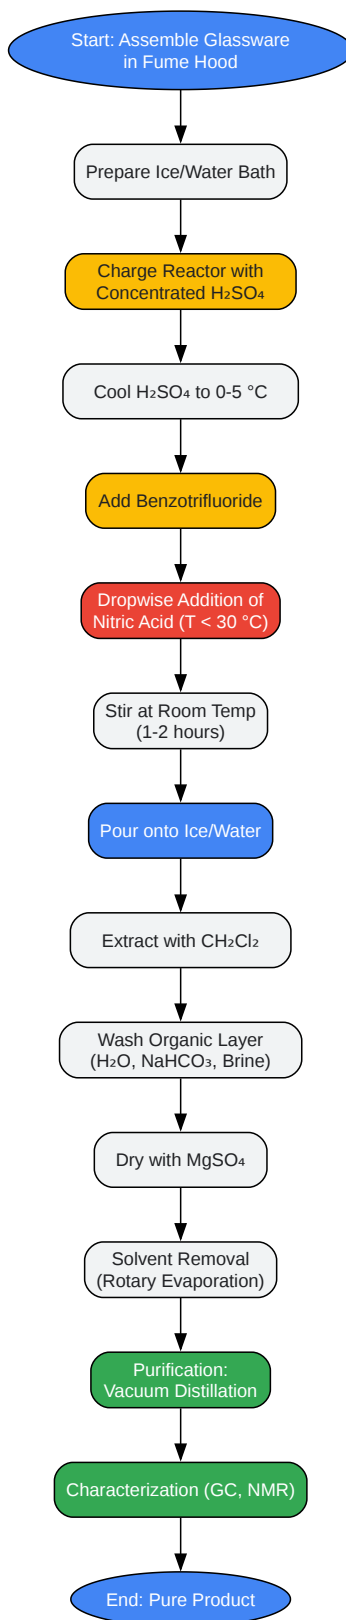 Start: Assemble Glassware
in Fume Hood
Prepare Ice/Water Bath
Charge Reactor with
Concentrated H₂SO₄
Cool H₂SO₄ to 0-5 °C
Add Benzotrifluoride
Dropwise Addition of
Nitric Acid (T < 30 °C)
Stir at Room Temp
(1-2 hours)
Pour onto Ice/Water
Extract with CH₂Cl₂
Wash Organic Layer
(H₂O, NaHCO₃, Brine)
Dry with MgSO₄
Solvent Removal
(Rotary Evaporation)
Purification:
Vacuum Distillation
Characterization (GC, NMR)
End: Pure Product